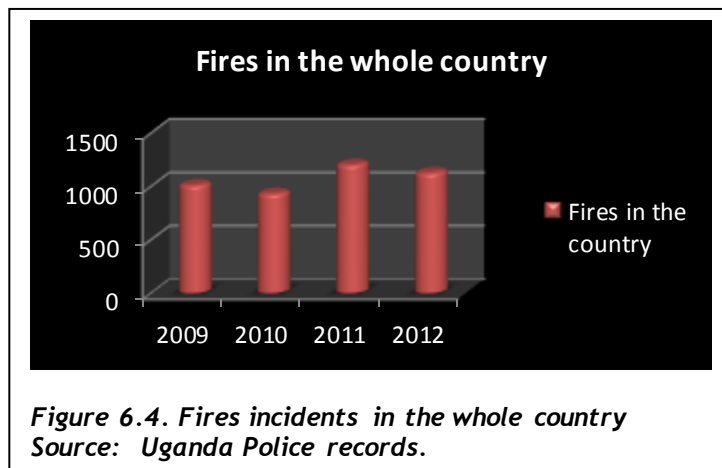 Fires in the whole country
1500
1000
500
0
2009 2010 2011 2012
Fires in the
country
Figure 6.4. Fires incidents in the whole country
Source: Uganda Police records.